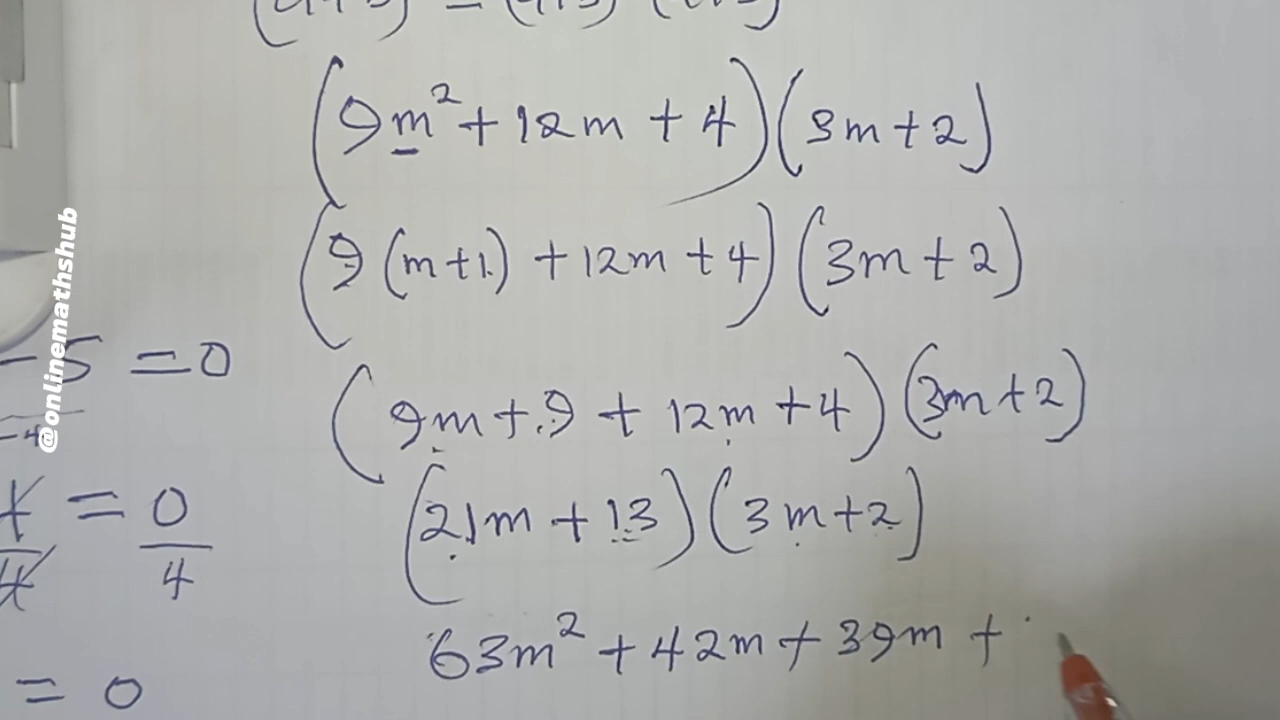 (9m² + 12m + 4)(3m + 2)
(9(m+1) + 12m + 4)(3m + 2)
(9m + 9 + 12m + 4)(3m + 2)
(21m + 13)(3m + 2)
63m² + 42m + 39m +
- 5 = 0
= 0/4
= 0
@onlinemathshub